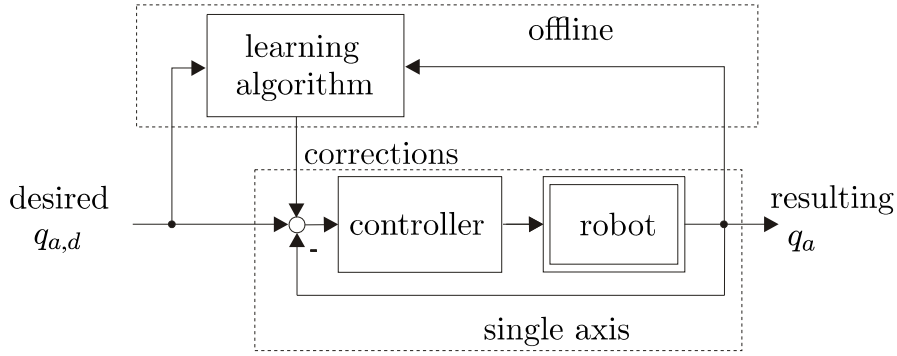 offline
learning
algorithm
corrections
desired
q_{a,d}
controller
robot
resulting
q_a
-
single axis